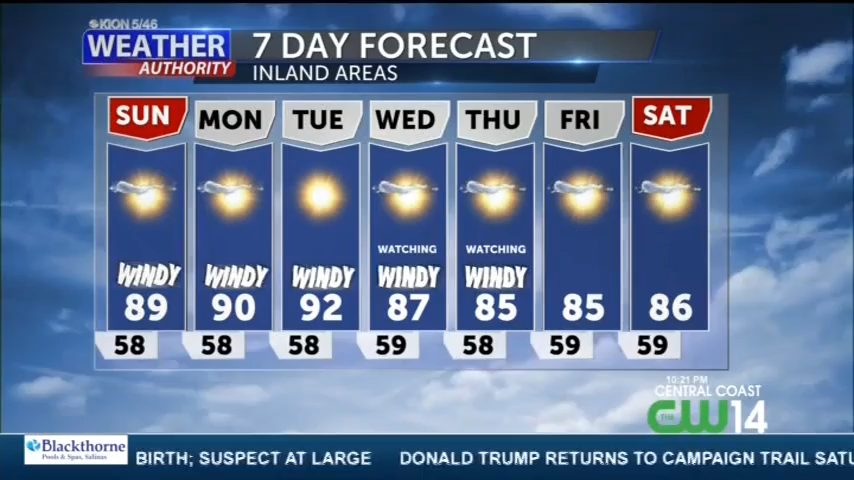 KION 5/46
WEATHER
AUTHORITY
7 DAY FORECAST
INLAND AREAS
SUN MON TUE WED THU FRI SAT
WATCHING WATCHING
WINDY WINDY WINDY WINDY WINDY
89 90 92 87 85 85 86
58 58 58 59 58 59 59
10:21 PM
CENTRAL COAST
THE CW 14
Blackthorne
Pools & Spas, Salinas
BIRTH; SUSPECT AT LARGE DONALD TRUMP RETURNS TO CAMPAIGN TRAIL SATU